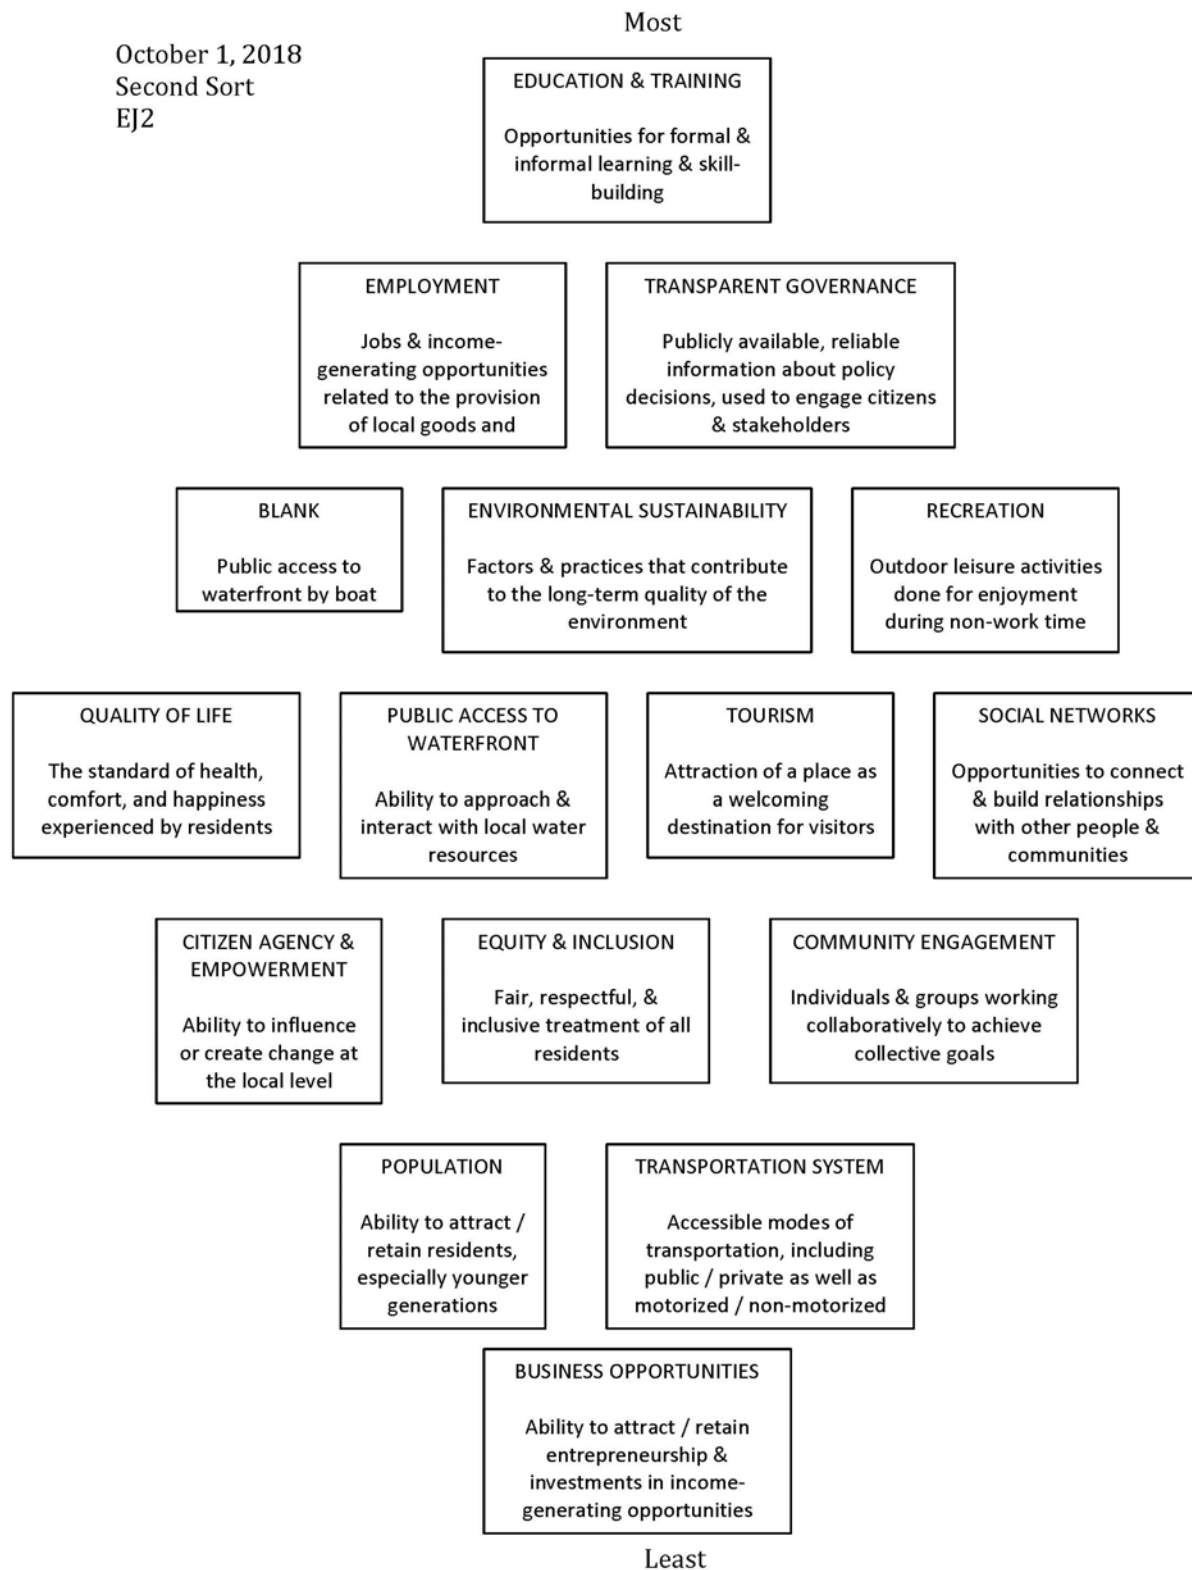 Most
October 1, 2018
Second Sort
EJ2
EDUCATION & TRAINING
Opportunities for formal &
informal learning & skill-
building
EMPLOYMENT
Jobs & income-
generating opportunities
related to the provision
of local goods and
TRANSPARENT GOVERNANCE
Publicly available, reliable
information about policy
decisions, used to engage citizens
& stakeholders
BLANK
Public access to
waterfront by boat
ENVIRONMENTAL SUSTAINABILITY
Factors & practices that contribute
to the long-term quality of the
environment
RECREATION
Outdoor leisure activities
done for enjoyment
during non-work time
QUALITY OF LIFE
The standard of health,
comfort, and happiness
experienced by residents
PUBLIC ACCESS TO
WATERFRONT
Ability to approach &
interact with local water
resources
TOURISM
Attraction of a place as
a welcoming
destination for visitors
SOCIAL NETWORKS
Opportunities to connect
& build relationships
with other people &
communities
CITIZEN AGENCY &
EMPOWERMENT
Ability to influence
or create change at
the local level
EQUITY & INCLUSION
Fair, respectful, &
inclusive treatment of all
residents
COMMUNITY ENGAGEMENT
Individuals & groups working
collaboratively to achieve
collective goals
POPULATION
Ability to attract /
retain residents,
especially younger
generations
TRANSPORTATION SYSTEM
Accessible modes of
transportation, including
public / private as well as
motorized / non-motorized
BUSINESS OPPORTUNITIES
Ability to attract / retain
entrepreneurship &
investments in income-
generating opportunities
Least